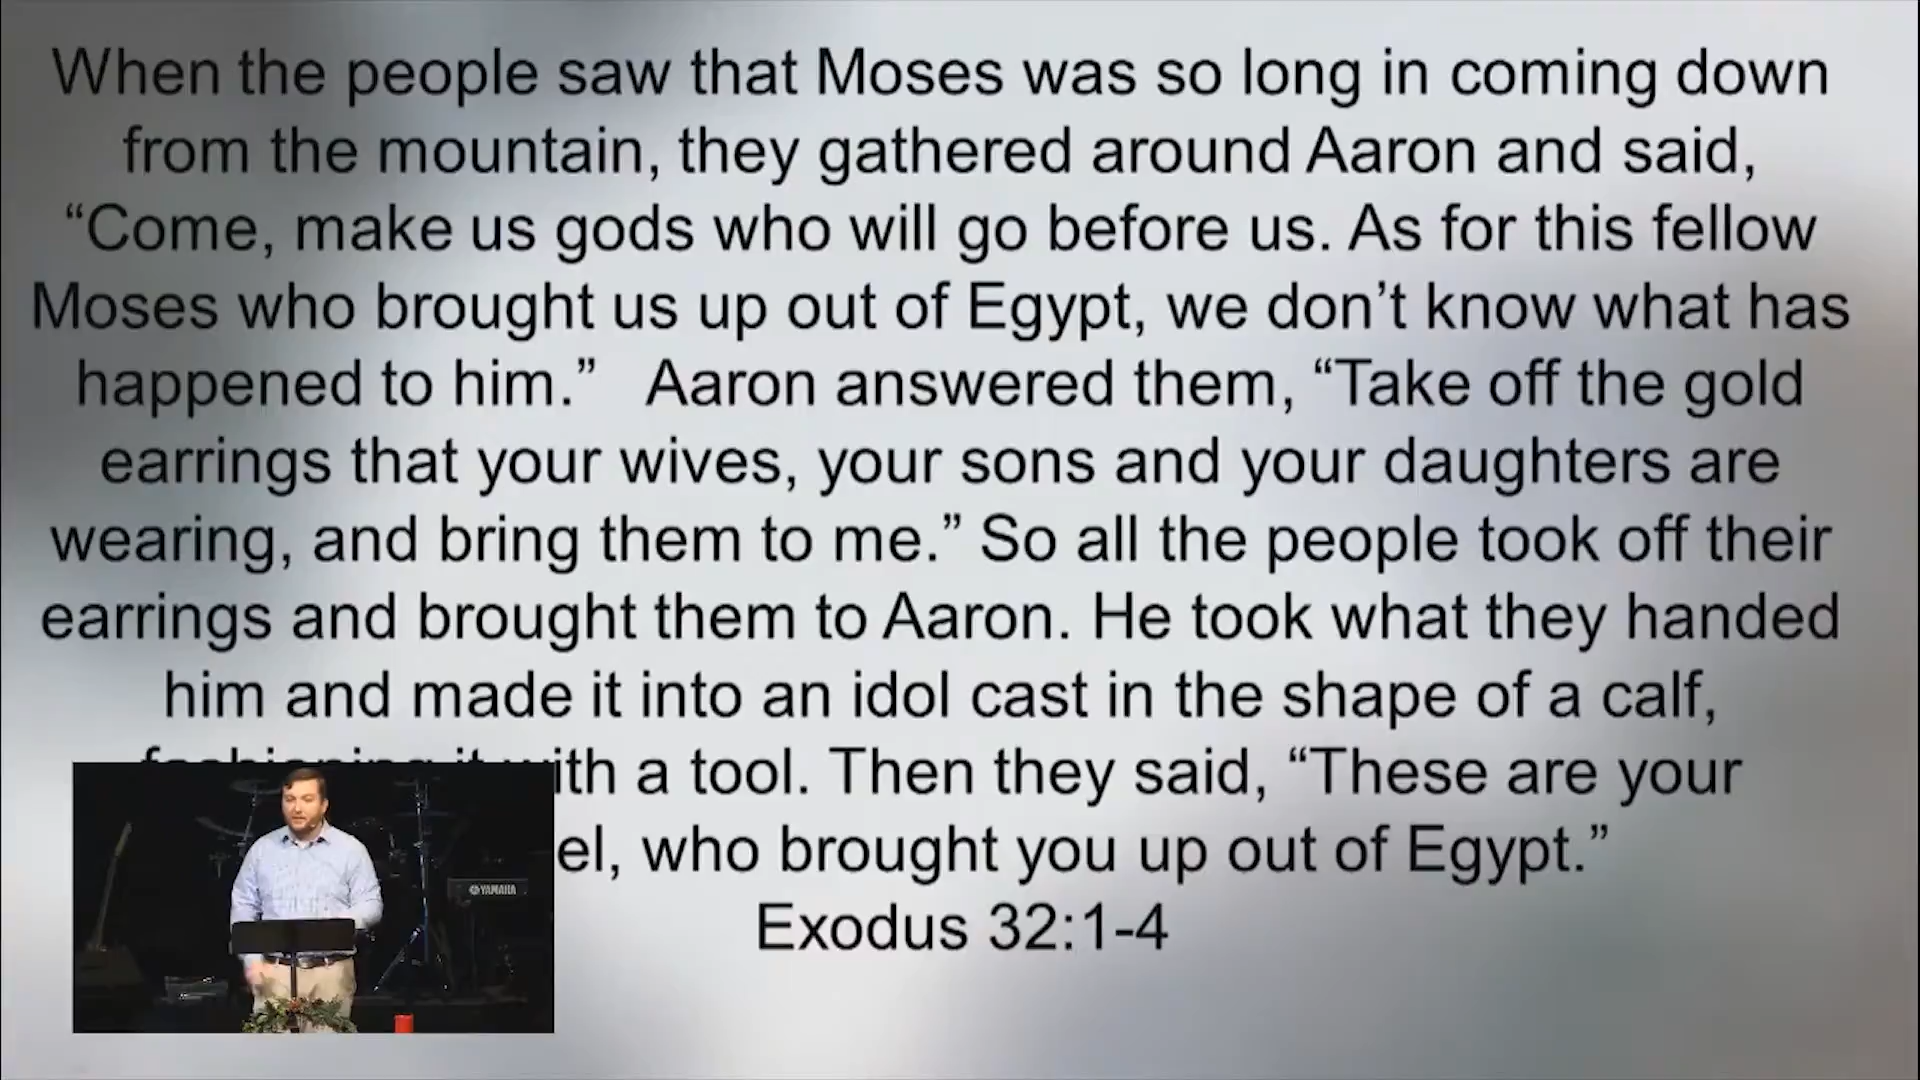 When the people saw that Moses was so long in coming down
from the mountain, they gathered around Aaron and said,
“Come, make us gods who will go before us. As for this fellow
Moses who brought us up out of Egypt, we don’t know what has
happened to him.” Aaron answered them, “Take off the gold
earrings that your wives, your sons and your daughters are
wearing, and bring them to me.” So all the people took off their
earrings and brought them to Aaron. He took what they handed
him and made it into an idol cast in the shape of a calf,
fashioning it with a tool. Then they said, “These are your
who brought you up out of Egypt.”
Exodus 32:1-4
YAMAHA